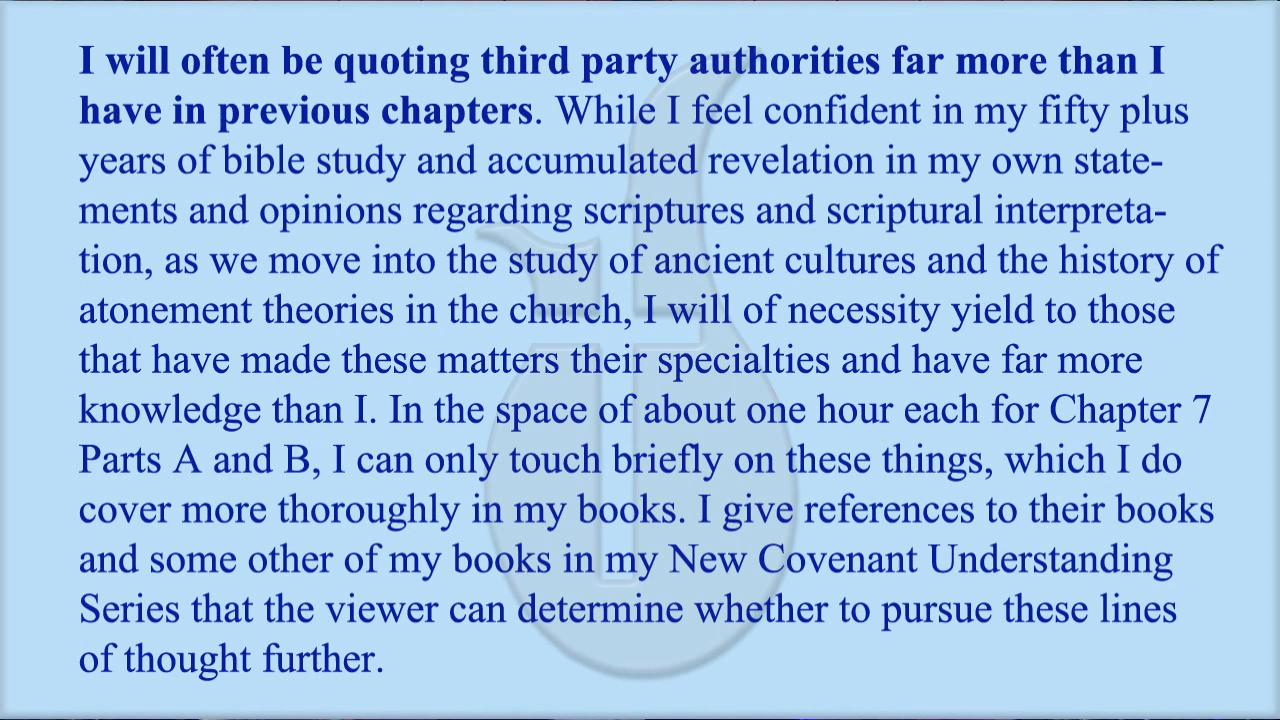 I will often be quoting third party authorities far more than I
have in previous chapters. While I feel confident in my fifty plus
years of bible study and accumulated revelation in my own state-
ments and opinions regarding scriptures and scriptural interpreta-
tion, as we move into the study of ancient cultures and the history of
atonement theories in the church, I will of necessity yield to those
that have made these matters their specialties and have far more
knowledge than I. In the space of about one hour each for Chapter 7
Parts A and B, I can only touch briefly on these things, which I do
cover more thoroughly in my books. I give references to their books
and some other of my books in my New Covenant Understanding
Series that the viewer can determine whether to pursue these lines
of thought further.